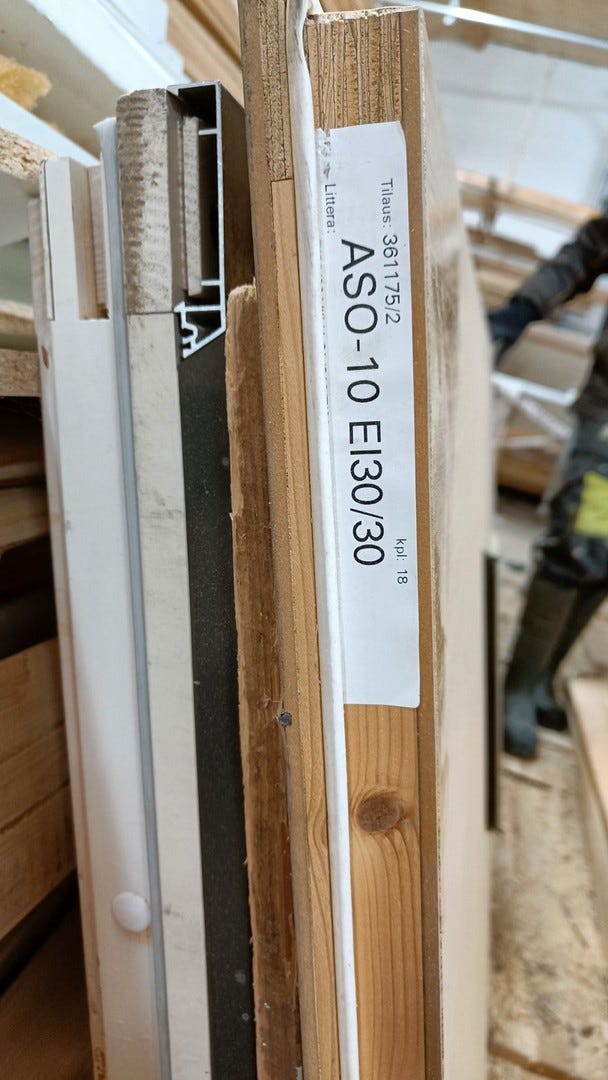 Tilaus: 361175/2
Littera:
ASO-10 EI30/30
kpl: 18